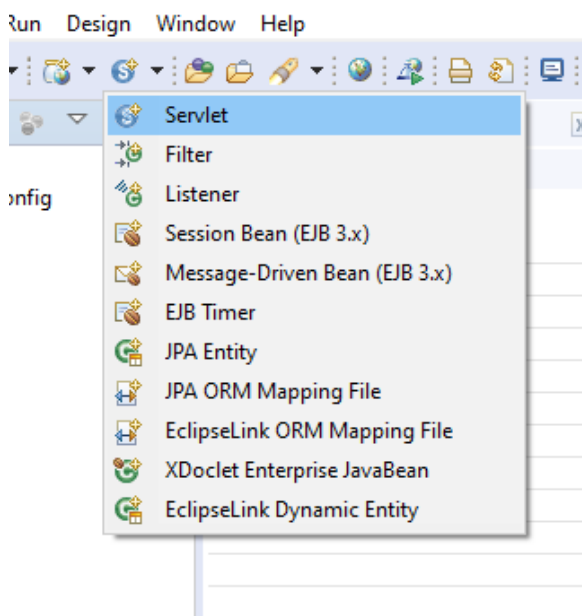 Run Design Window Help
Servlet
Filter
onfig
Listener
Session Bean (EJB 3.x)
Message-Driven Bean (EJB 3.x)
EJB Timer
JPA Entity
JPA ORM Mapping File
EclipseLink ORM Mapping File
XDoclet Enterprise JavaBean
EclipseLink Dynamic Entity